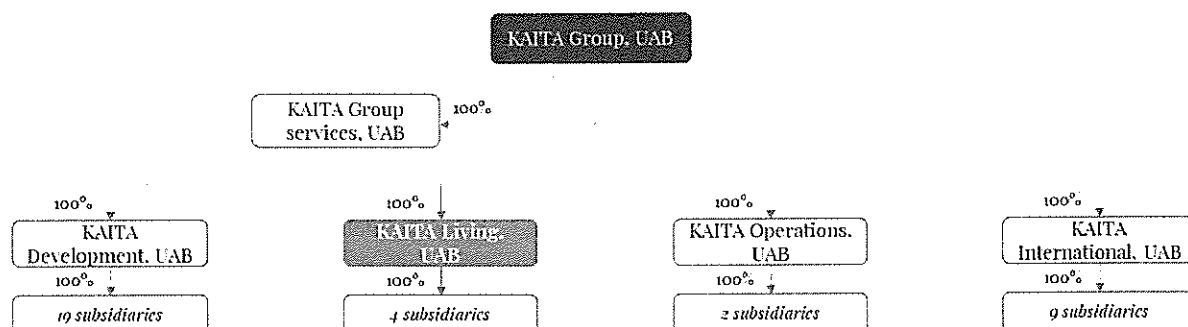 KAITA Group, UAB
KAITA Group
services, UAB
100%
100%
100%
100%
100%
KAITA
Development, UAB
KAITA Living,
UAB
KAITA Operations,
UAB
KAITA
International, UAB
100%
100%
100%
100%
19 subsidiaries
4 subsidiaries
2 subsidiaries
9 subsidiaries